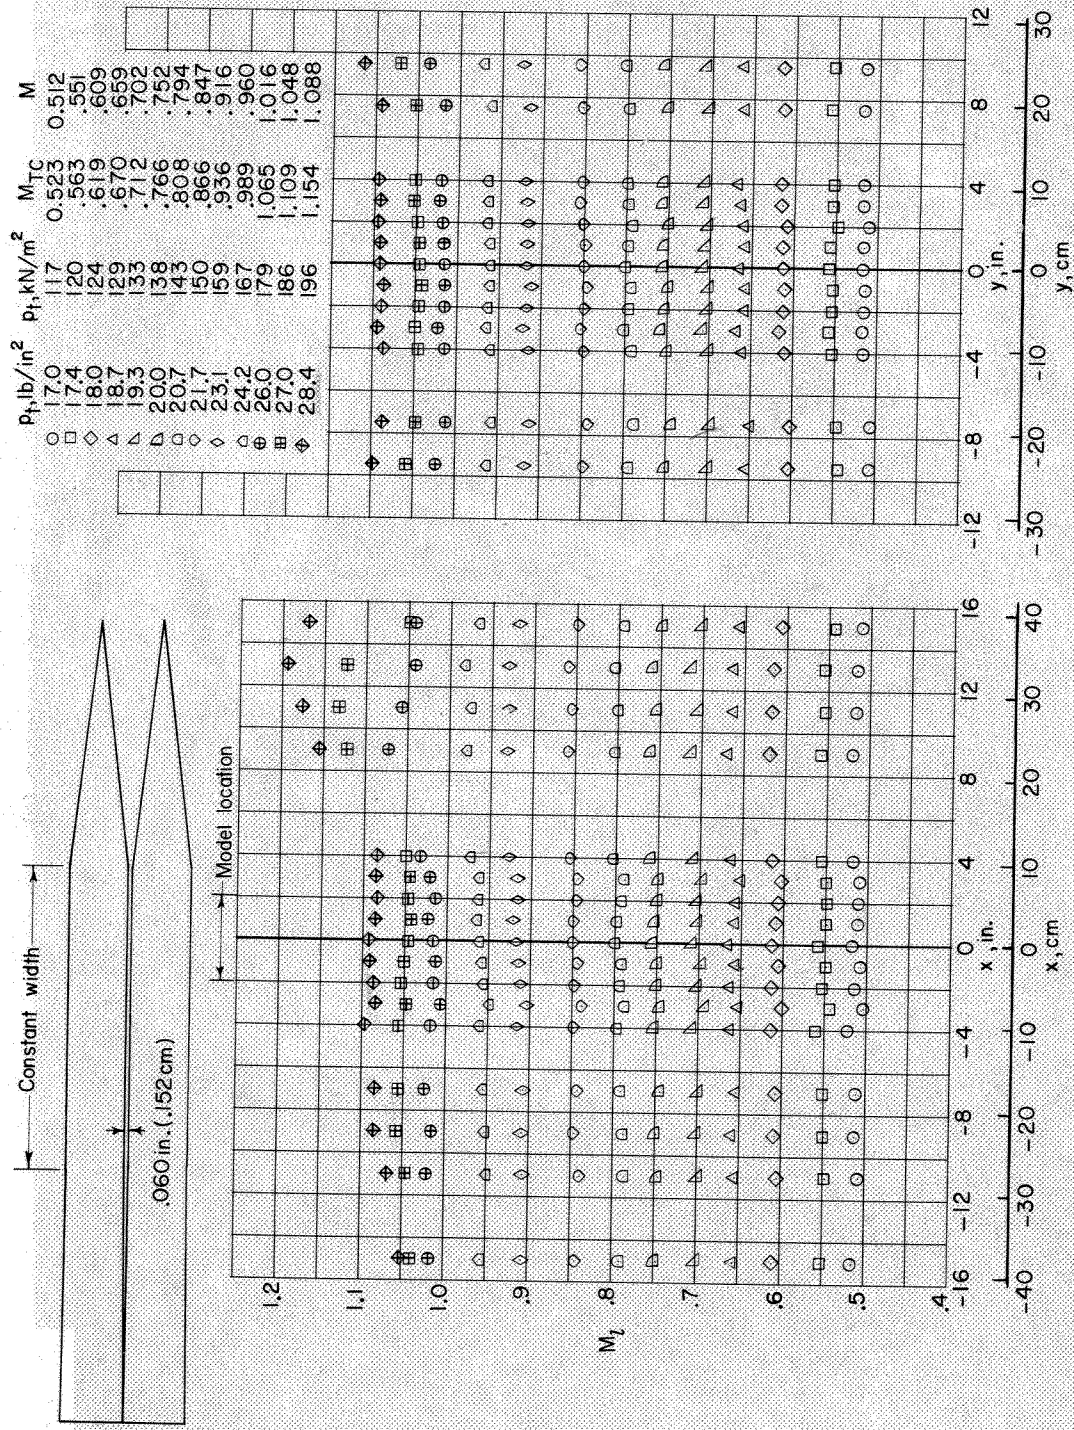 Constant width
.060 in. (.152 cm)
Model location
p_t, lb/in² p_t, kN/m² M_TC M
17.0 117 0.523 0.512
17.4 120 .563 .551
18.0 124 .619 .609
18.7 129 .670 .659
19.3 133 .712 .702
20.0 138 .766 .752
20.7 143 .808 .794
21.7 150 .866 .847
23.1 159 .936 .916
24.2 167 .989 .960
26.0 179 1.065 1.016
27.0 186 1.109 1.048
28.4 196 1.154 1.088
1.2
1.1
1.0
.9
.8
.7
.6
.5
.4
M_l
-16 -12 -8 -4 0 4 8 12 16
x, in.
-40 -30 -20 -10 0 10 20 30 40
x, cm
-12 -8 -4 0 4 8 12
y, in.
-30 -20 -10 0 10 20 30
y, cm